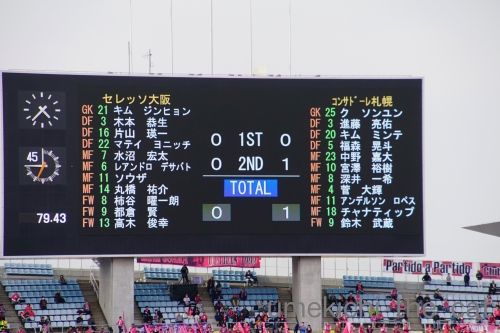 セレッソ大阪
GK 21 キム ジンヒョン
DF 3 木本 恭生
DF 16 片山 瑛一
DF 22 マテイ ヨニッチ
MF 7 水沼 宏太
MF 6 レアンドロ デサバト
MF 11 ソウザ
MF 14 丸橋 祐介
FW 8 柿谷 曜一朗
FW 9 都倉 賢
FW 13 高木 俊幸
45
79.43
0 1ST 0
0 2ND 1
TOTAL
0 1
コンサドーレ札幌
GK 25 ク ソンユン
DF 3 進藤 亮佑
DF 20 キム ミンテ
DF 5 福森 晃斗
MF 23 中野 嘉大
MF 10 宮澤 裕樹
MF 8 深井 一希
MF 4 菅 大輝
MF 11 アンデルソン ロペス
MF 18 チャナティップ
FW 9 鈴木 武蔵
Partido a Partido